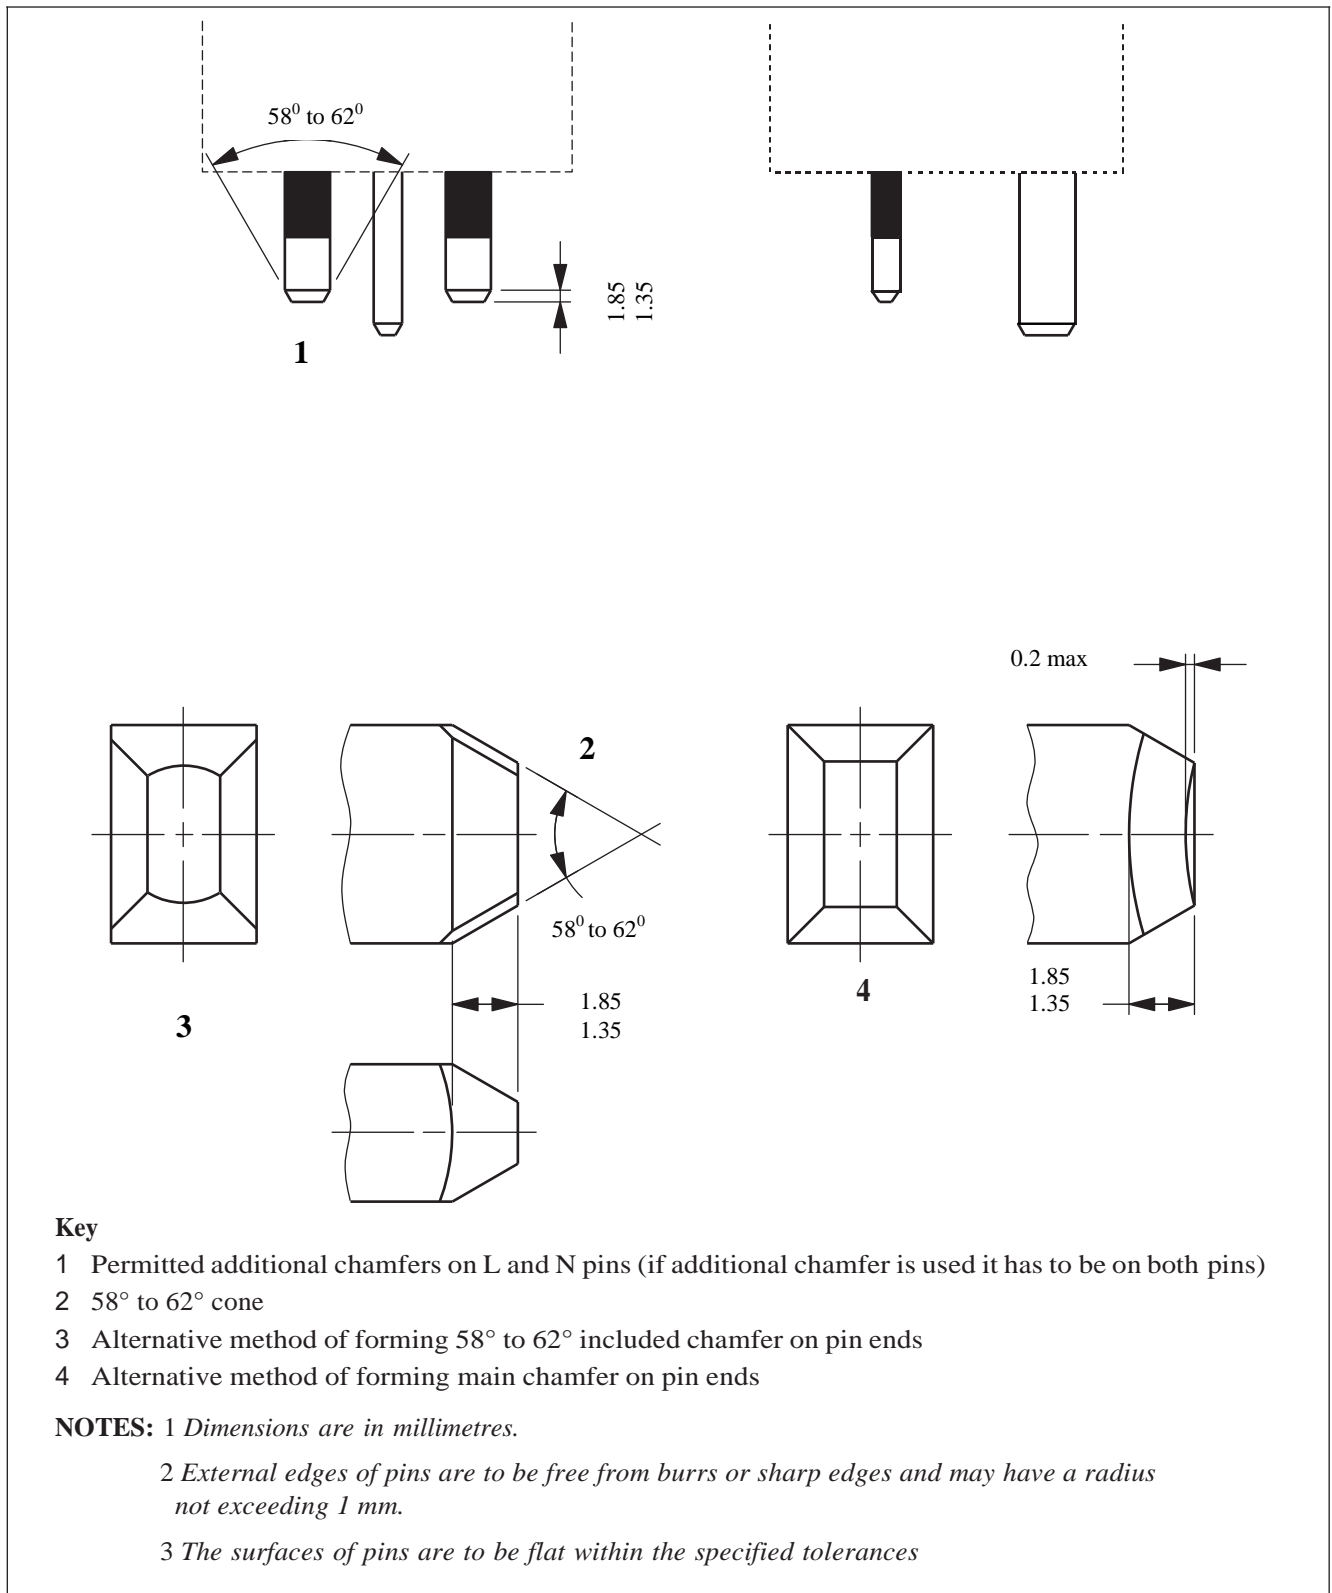 58⁰ to 62⁰
1.85
1.35
1
0.2 max
2
58⁰ to 62⁰
1.85
1.35
4
1.85
1.35
3
Key
1 Permitted additional chamfers on L and N pins (if additional chamfer is used it has to be on both pins)
2 58° to 62° cone
3 Alternative method of forming 58° to 62° included chamfer on pin ends
4 Alternative method of forming main chamfer on pin ends
NOTES: 1 Dimensions are in millimetres.
2 External edges of pins are to be free from burrs or sharp edges and may have a radius
not exceeding 1 mm.
3 The surfaces of pins are to be flat within the specified tolerances